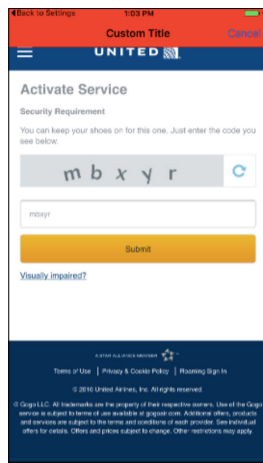 Back to Settings 1:03 PM
Custom Title Cancel
UNITED
Activate Service
Security Requirement
You can keep your shoes on for this one. Just enter the code you
see below.
m b x y r
mbxyr
Submit
Visually impaired?
A STAR ALLIANCE MEMBER
Terms of Use | Privacy & Cookie Policy | Roaming Sign In
© 2016 United Airlines, Inc. All rights reserved.
© Gogo LLC. All trademarks are the property of their respective owners. Use of the Gogo
service is subject to terms of use available at gogoair.com. Additional offers, products
and services are subject to the terms and conditions of each provider. See individual
offers for details. Offers and prices subject to change. Other restrictions may apply.